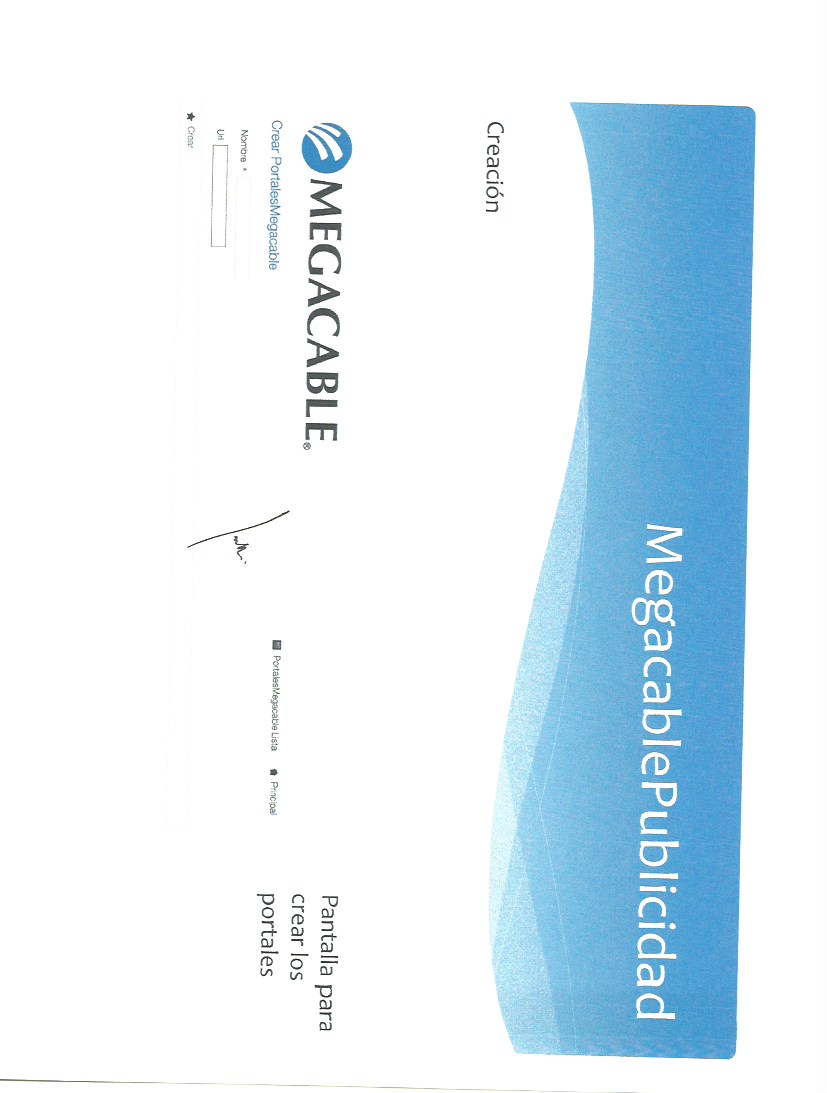 MegacablePublicidad
Creación
MEGACABLE®
Crear PortalesMegacable
PortalesMegacable Lista
Principal
Nombre *
Url
Crear
Pantalla para
crear los
portales